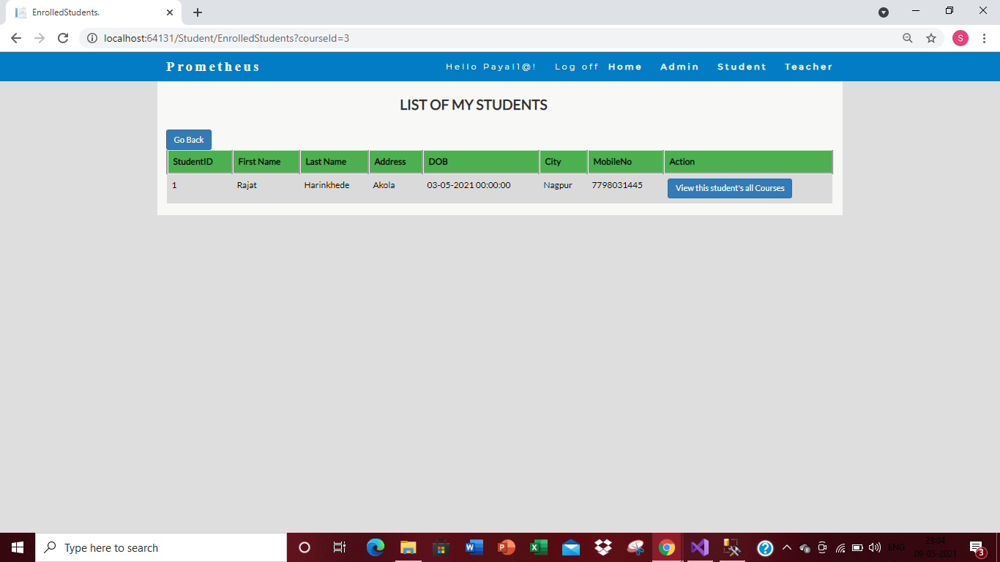 EnrolledStudents.
localhost:64131/Student/EnrolledStudents?courseId=3
S
Prometheus Hello Payal1@! Log off Home Admin Student Teacher
LIST OF MY STUDENTS
Go Back
StudentID First Name Last Name Address DOB City MobileNo Action
1 Rajat Harinkhede Akola 03-05-2021 00:00:00 Nagpur 7798031445 View this student's all Courses
Type here to search
ENG
23:04
09-05-2021
3